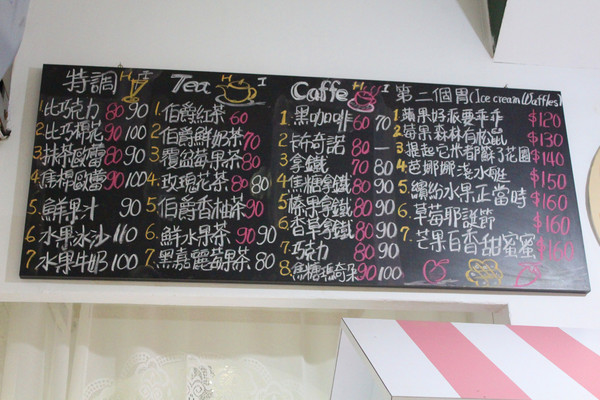 特調 H 正
1.比巧克力 80 90
2.比巧棉花 90 100
3.抹茶歐蕾 80 90
4.焦糖歐蕾 90 100
5.鮮果汁 90
6.水果冰沙 110
7.水果牛奶 100
Tea H I
1.伯爵紅茶 60
2.伯爵鮮奶茶 70
3.覆盆莓果茶 80
4.玫瑰花茶 80 80
5.伯爵香柚茶 90
6.鮮水果茶 90 90
7.黑嘉麗蘋果茶 80
Caffe H I
1.黑咖啡 60 70
2.卡布奇諾 80 —
3.拿鐵 70 80
4.焦糖拿鐵 80 90
5.榛果拿鐵 80 90
6.香草拿鐵 80 90
7.巧克力 80 90
8.焦糖瑪奇朵 90 100
第二個胃(Ice cream Waffles)
1.蘋果好派要乖乖 $120
2.莓果森林有松鼠 $130
3.提起它米都酥了花園 $140
4.芭娜娜淺水碰 $150
5.繽紛水果正當時 $160
6.草莓耶誕節 $160
7.芒果百香甜蜜蜜 $160